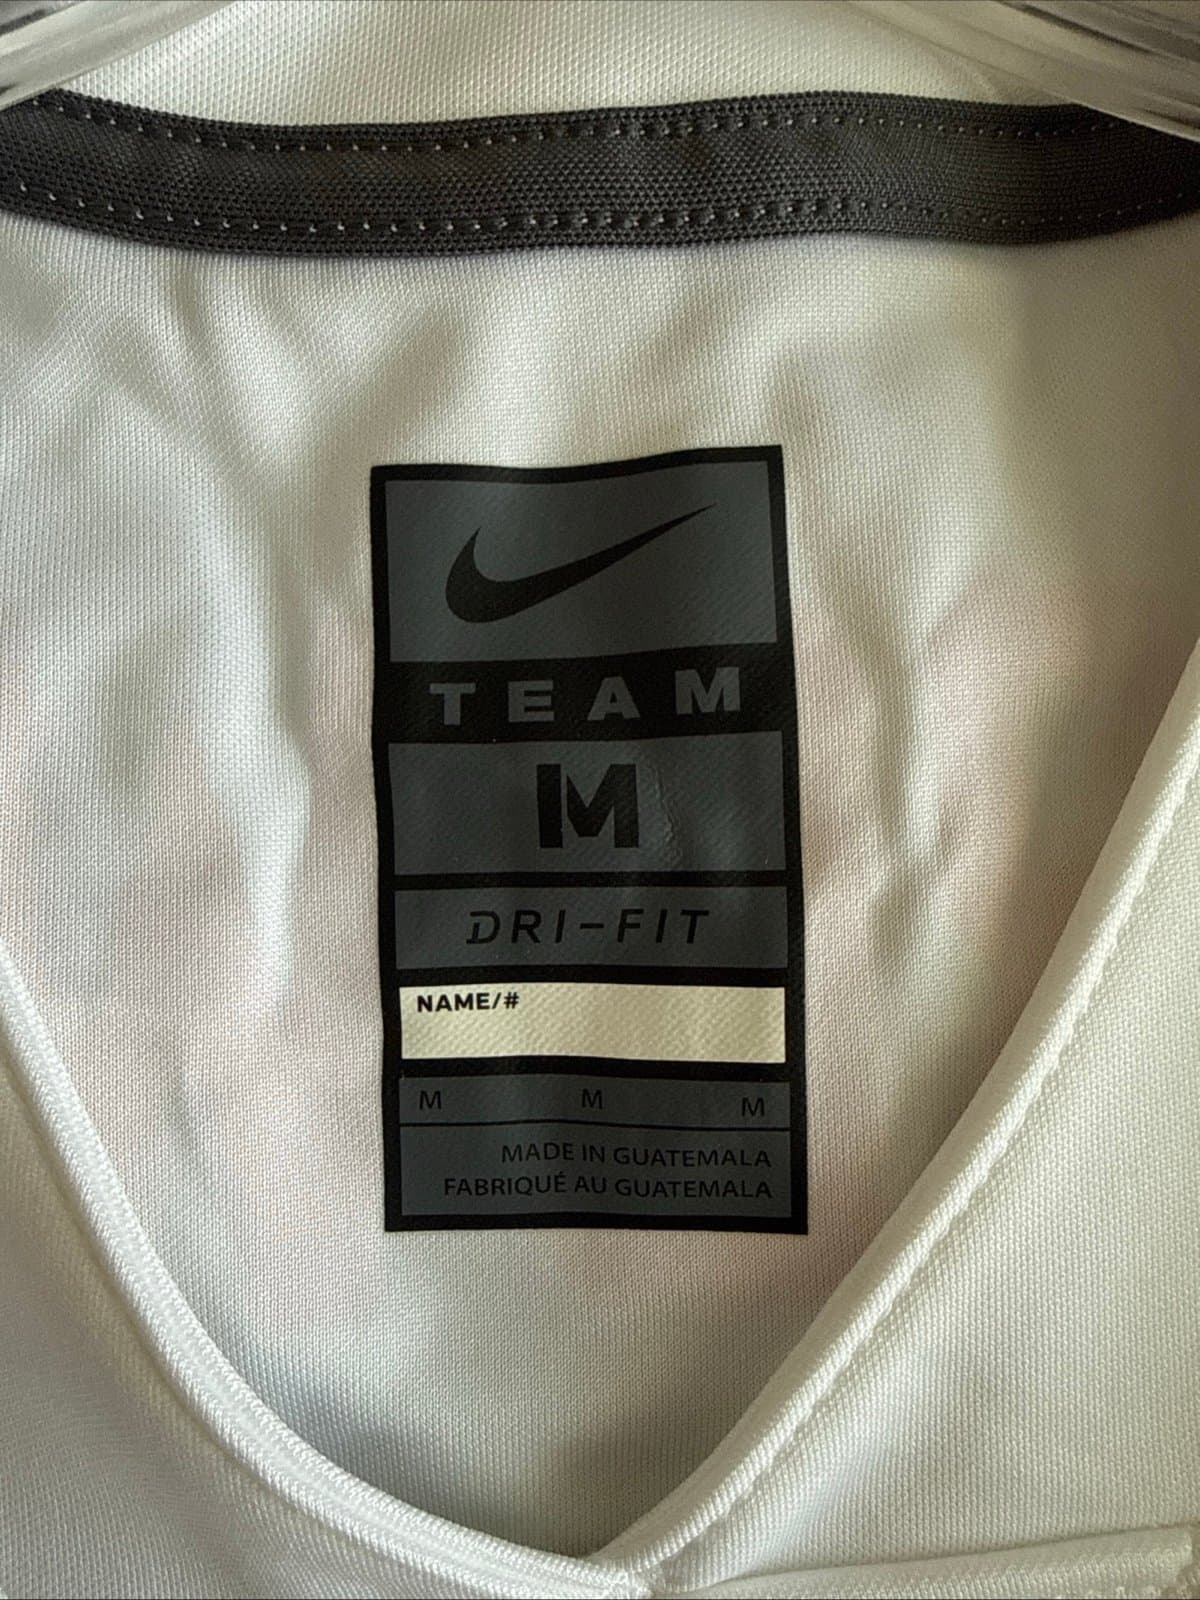 TEAM
M
DRI-FIT
NAME/#
M M M
MADE IN GUATEMALA
FABRIQUÉ AU GUATEMALA